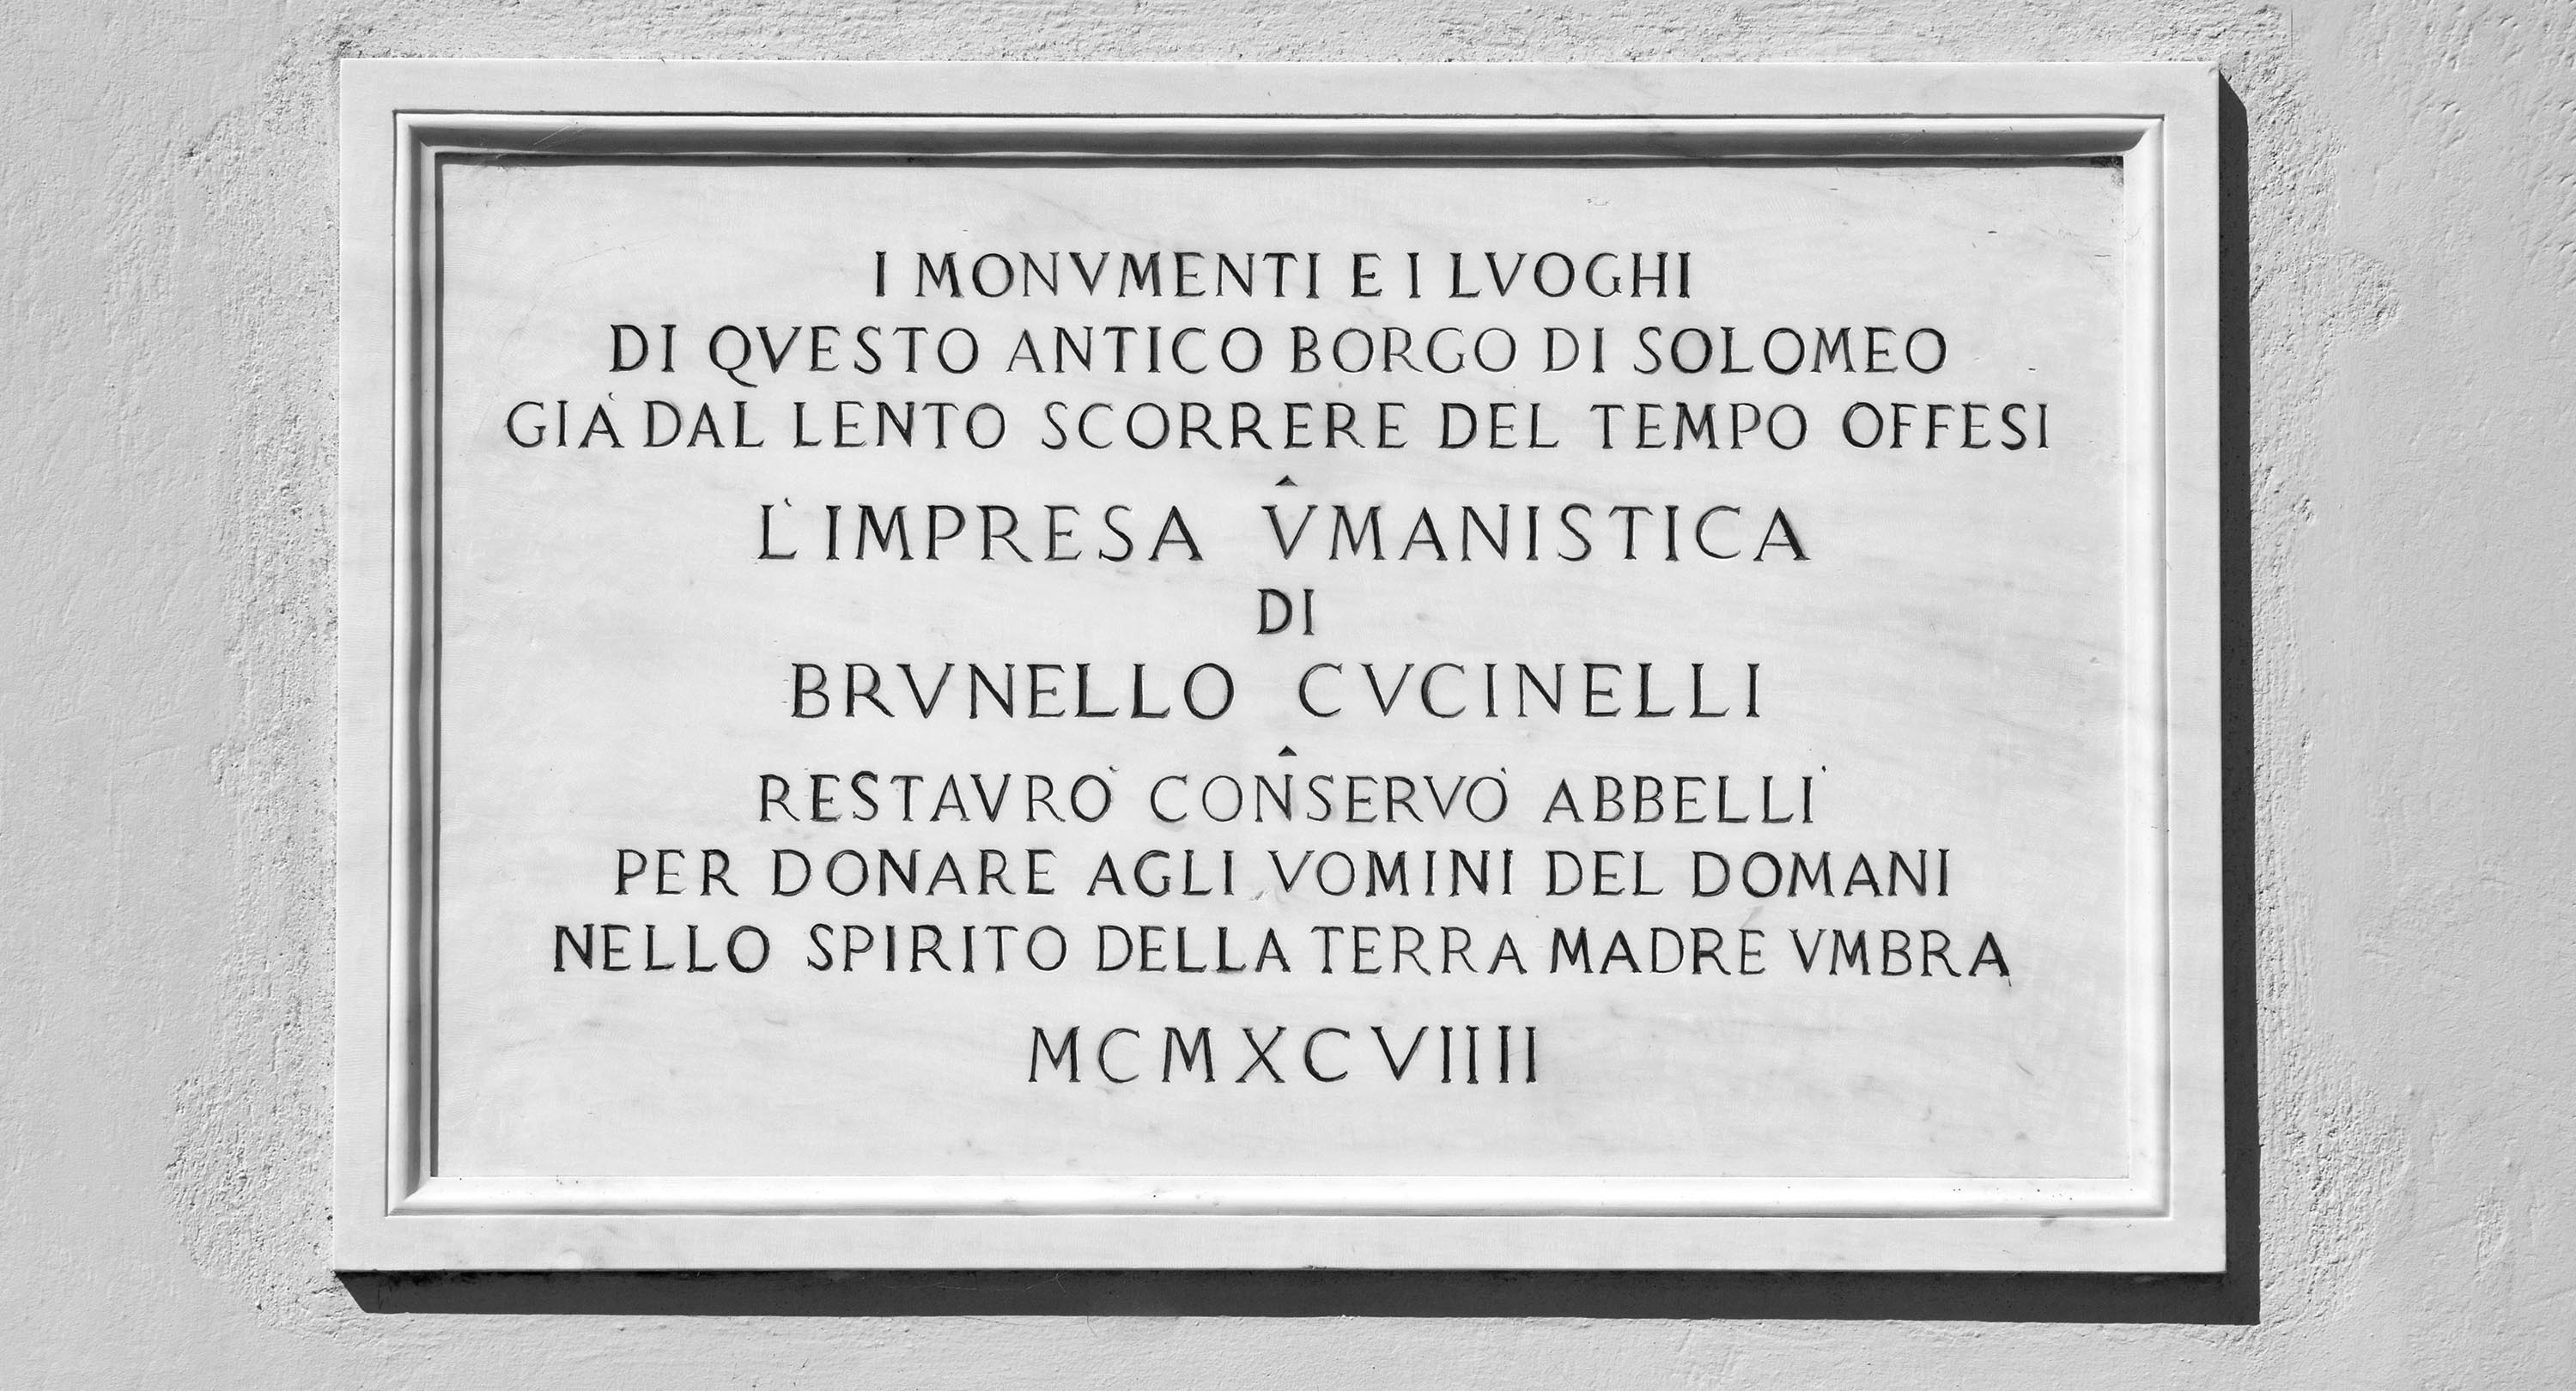 I MONVMENTI E I LVOGHI
DI QVESTO ANTICO BORGO DI SOLOMEO
GIÀ DAL LENTO SCORRERE DEL TEMPO OFFESI
L'IMPRESA VMANISTICA
DI
BRVNELLO CVCINELLI
RESTAVRÒ CONSERVÒ ABBELLÌ
PER DONARE AGLI VOMINI DEL DOMANI
NELLO SPIRITO DELLA TERRA MADRE VMBRA
MCMXCVIIII